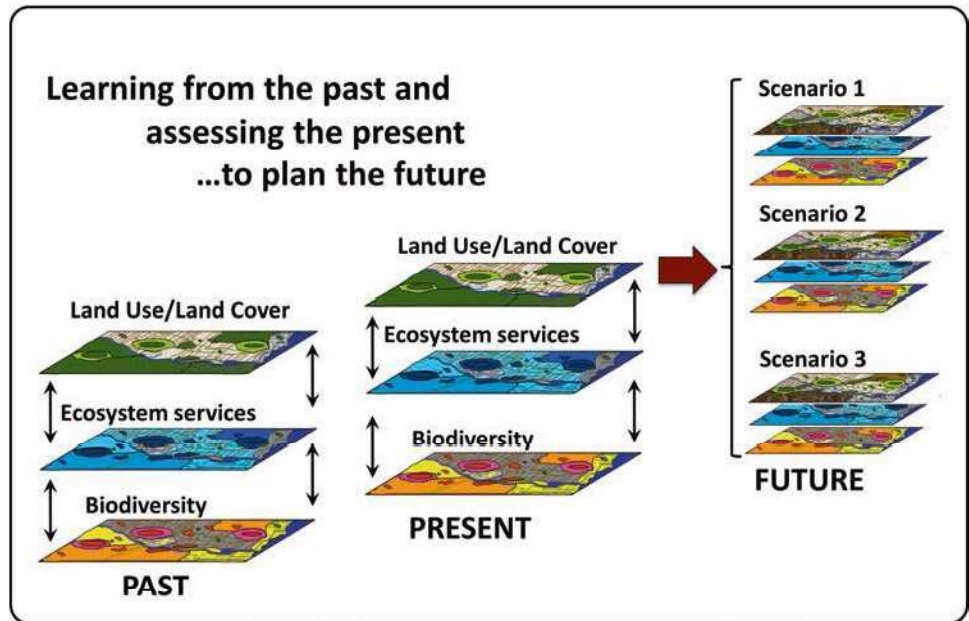 Learning from the past and
assessing the present
...to plan the future
Land Use/Land Cover
Ecosystem services
Biodiversity
PAST
Land Use/Land Cover
Ecosystem services
Biodiversity
PRESENT
Scenario 1
Scenario 2
Scenario 3
FUTURE